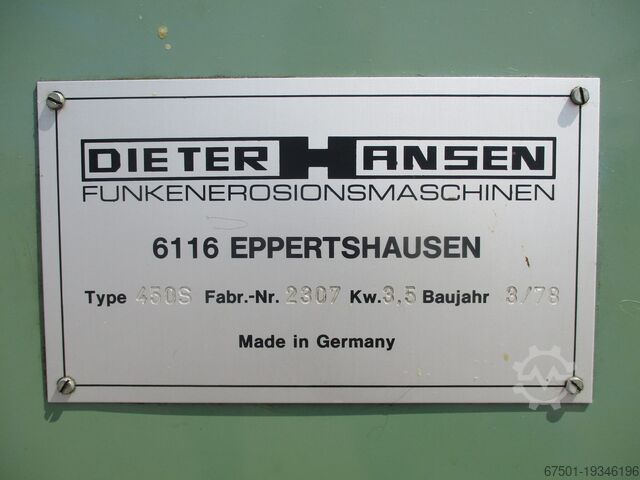 DIETER HANSEN
FUNKENEROSIONSMASCHINEN
6116 EPPERTSHAUSEN
Type 450S Fabr.-Nr. 2307 Kw. 3,5 Baujahr 3/78
Made in Germany
67501-19346196